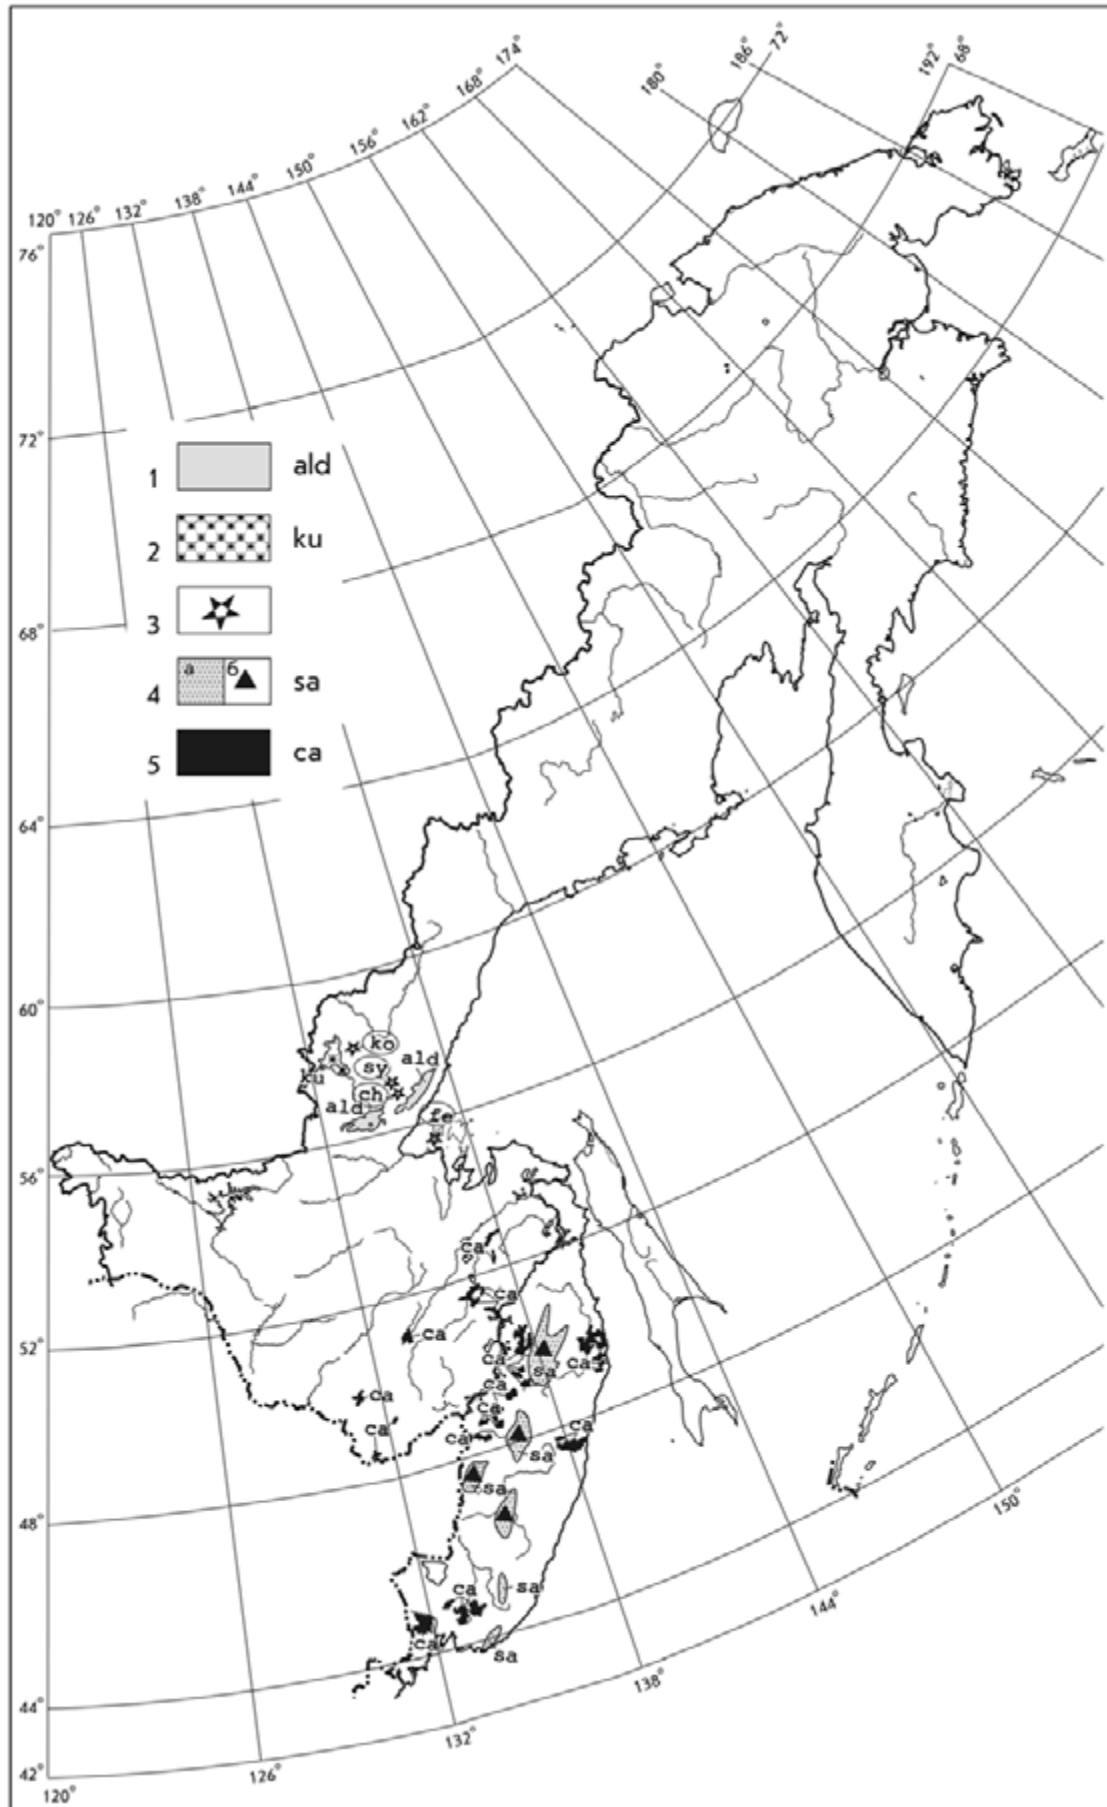 192° 68°
186° 72°
180°
174°
168°
162°
156°
150°
144°
138°
132°
126°
120°
76°
72°
1 ald
2 ku
3
68°
4 а б sa
5 ca
64°
60°
ko
ald
sy
ku
ch
ald
fe
56°
ca
ca
52°
ca
ca
ca
sa
ca
ca
ca
ca
ca
ca
sa
sa
48°
ca
sa
ca
sa
150°
144°
138°
44°
132°
42°
126°
120°